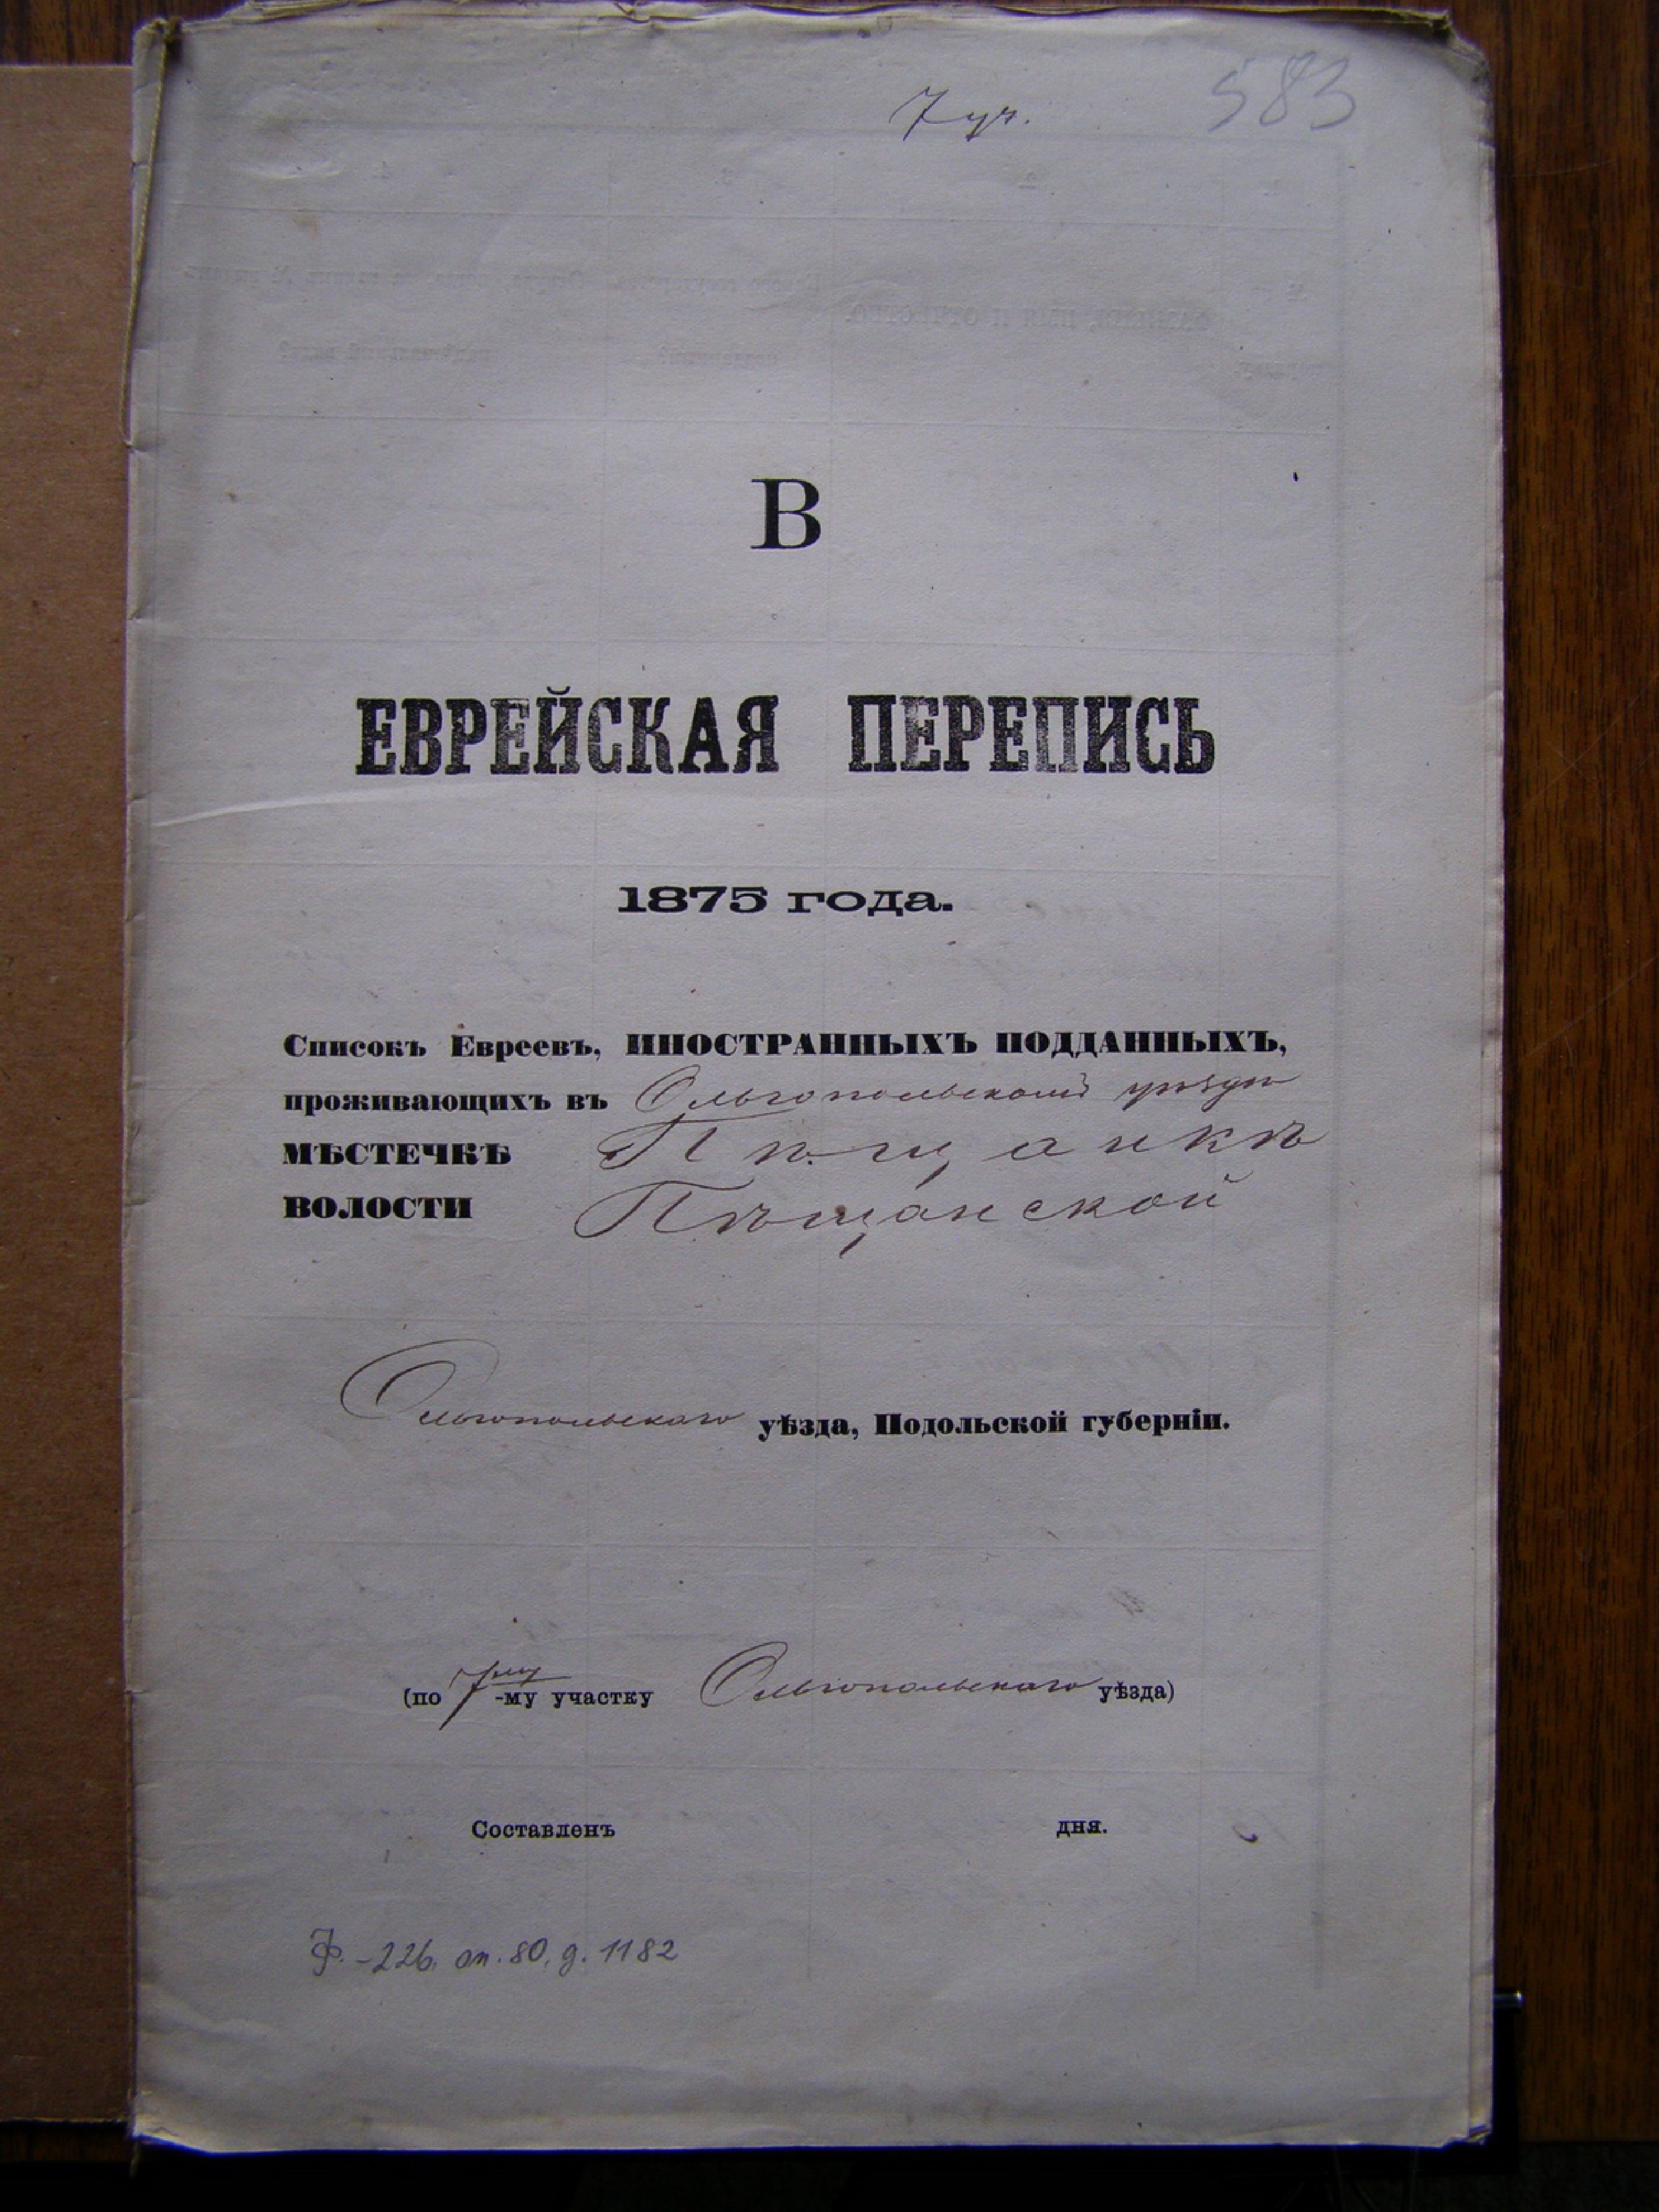 7 уч.
583
В
ЕВРЕЙСКАЯ ПЕРЕПИСЬ
1875 года.
Списокъ Евреевъ, ИНОСТРАННЫХЪ ПОДДАННЫХЪ,
проживающихъ въ Ольгопольскомъ уѣздѣ
МѢСТЕЧКѢ Пѣщанкѣ
ВОЛОСТИ Пѣщанской
Ольгопольскаго уѣзда, Подольской губерніи.
(по 7му -му участку Ольгопольскаго уѣзда)
Составленъ дня.
Ф.-226, оп. 80, д. 1182